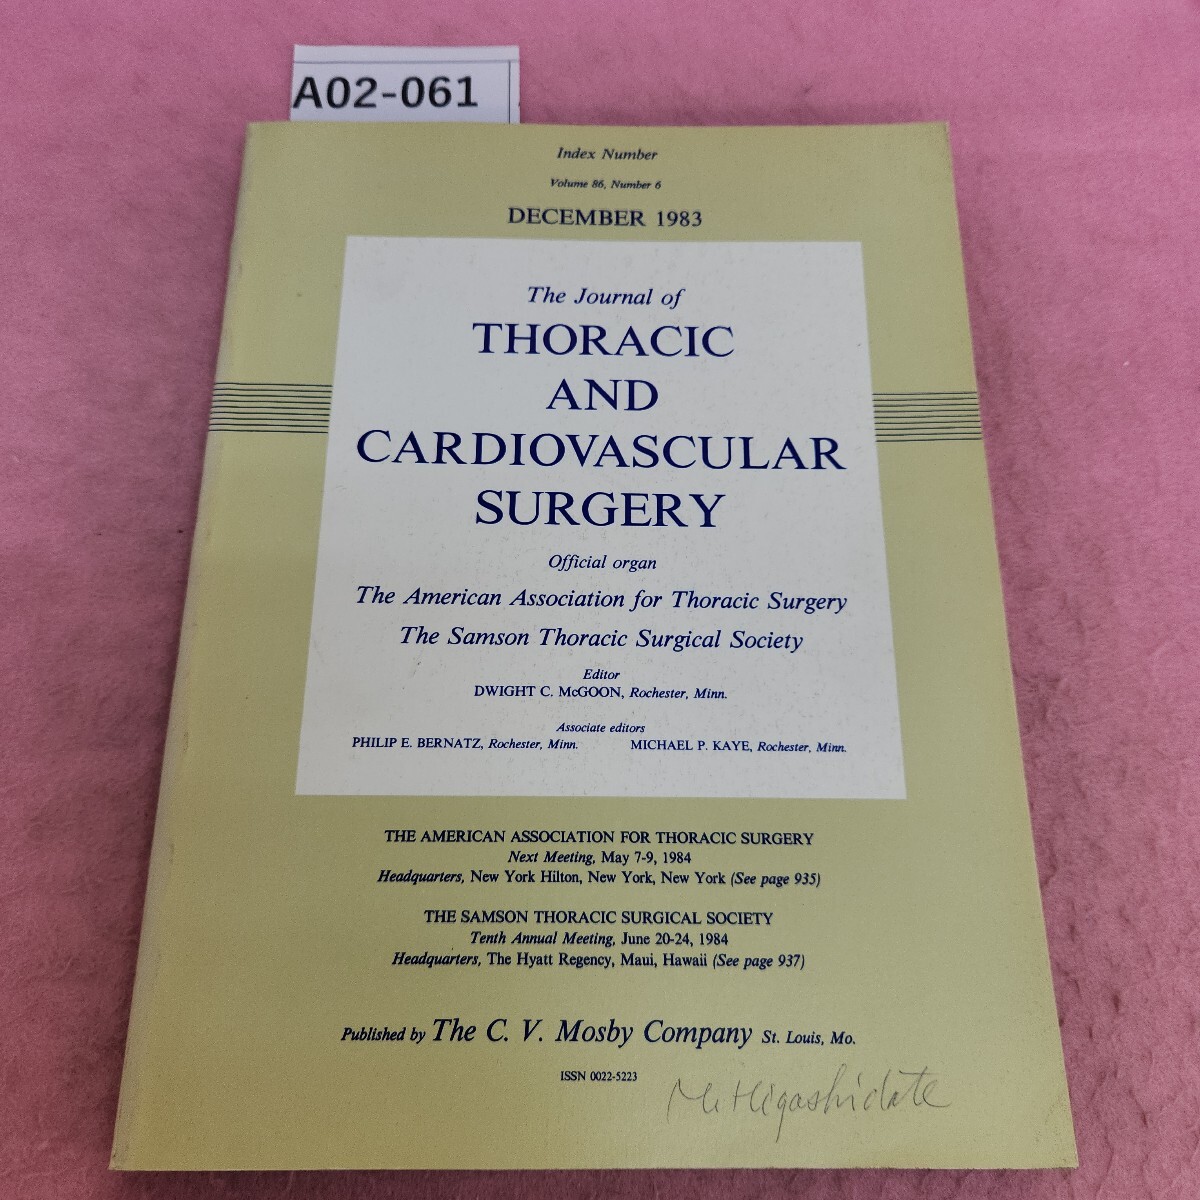 A02-061
Index Number
Volume 86, Number 6
DECEMBER 1983
The Journal of
THORACIC
AND
CARDIOVASCULAR
SURGERY
Official organ
The American Association for Thoracic Surgery
The Samson Thoracic Surgical Society
Editor
DWIGHT C. McGOON, Rochester, Minn.
Associate editors
PHILIP E. BERNATZ, Rochester, Minn. MICHAEL P. KAYE, Rochester, Minn.
THE AMERICAN ASSOCIATION FOR THORACIC SURGERY
Next Meeting, May 7-9, 1984
Headquarters, New York Hilton, New York, New York (See page 935)
THE SAMSON THORACIC SURGICAL SOCIETY
Tenth Annual Meeting, June 20-24, 1984
Headquarters, The Hyatt Regency, Maui, Hawaii (See page 937)
Published by The C. V. Mosby Company St. Louis, Mo.
ISSN 0022-5223
Higashidate